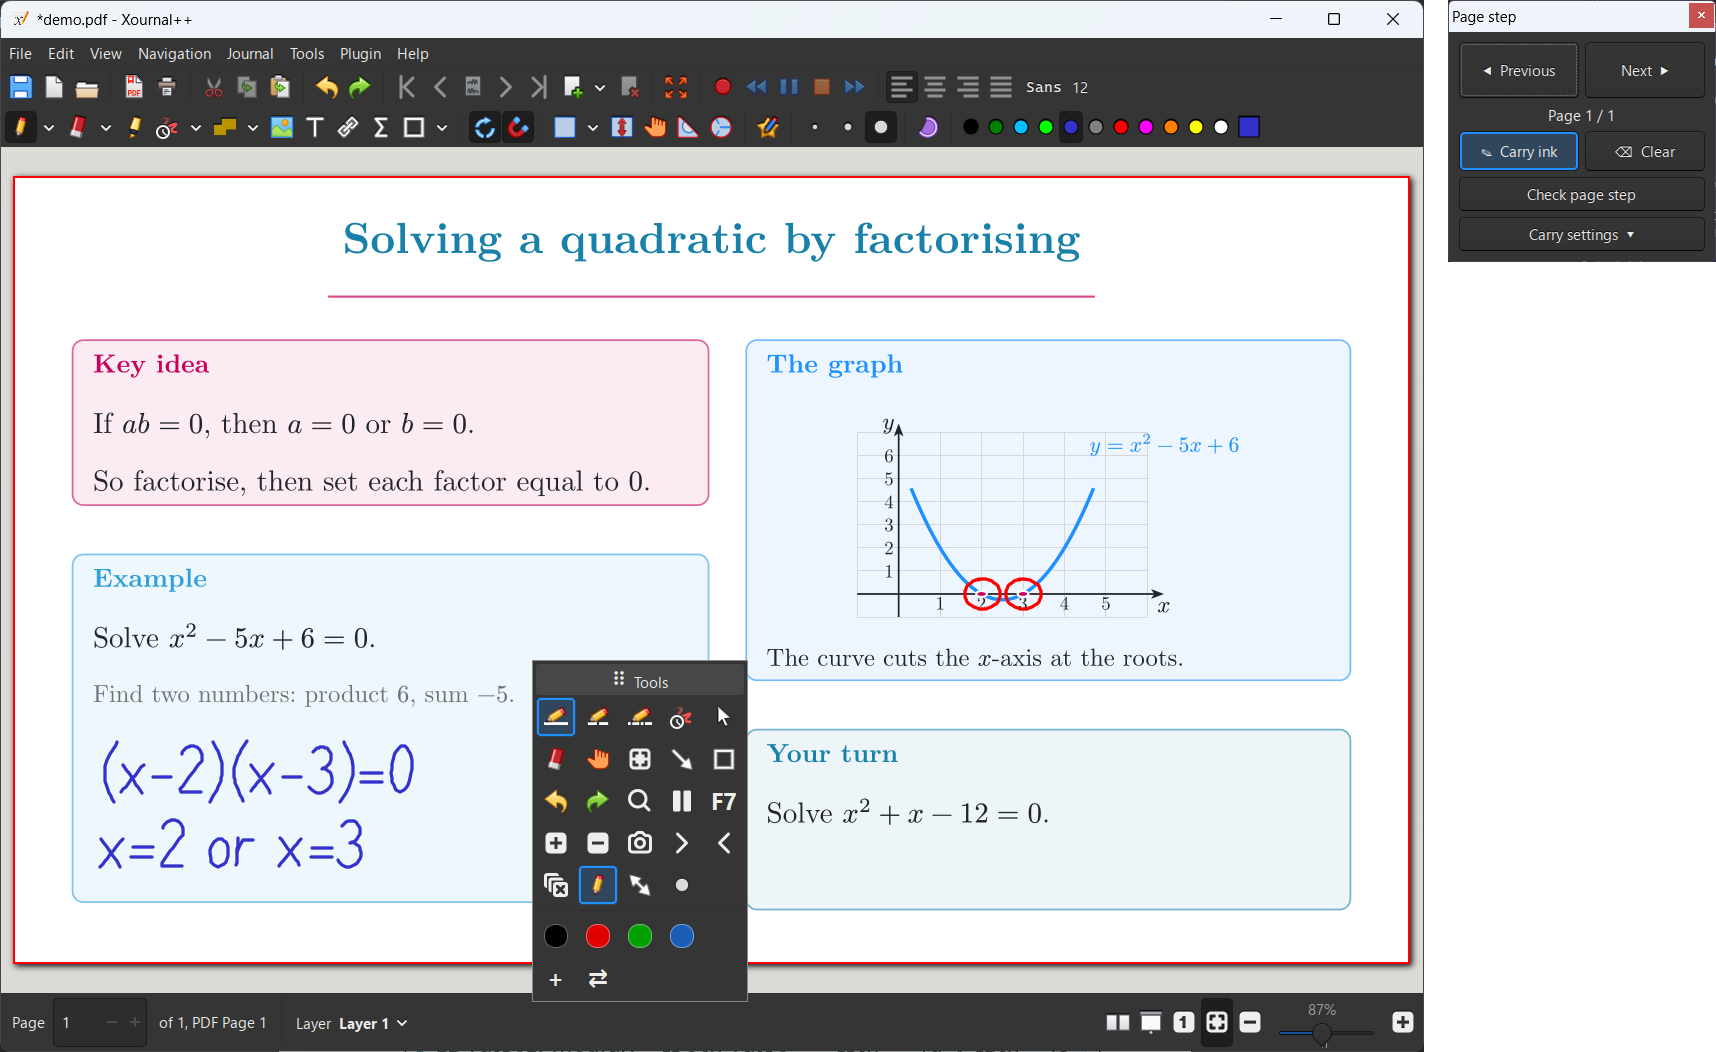 *demo.pdf - Xournal++
File Edit View Navigation Journal Tools Plugin Help
Sans 12
Solving a quadratic by factorising
Key idea
If ab = 0, then a = 0 or b = 0.
So factorise, then set each factor equal to 0.
Example
Solve x² − 5x + 6 = 0.
Find two numbers: product 6, sum −5.
(x-2)(x-3)=0
x=2 or x=3
The graph
y
y = x² − 5x + 6
6
5
4
3
2
1
1 2 3 4 5 x
The curve cuts the x-axis at the roots.
Your turn
Solve x² + x − 12 = 0.
Tools
F7
Page 1 of 1, PDF Page 1 Layer Layer 1
1
87%
Page step
Previous Next
Page 1 / 1
Carry ink Clear
Check page step
Carry settings